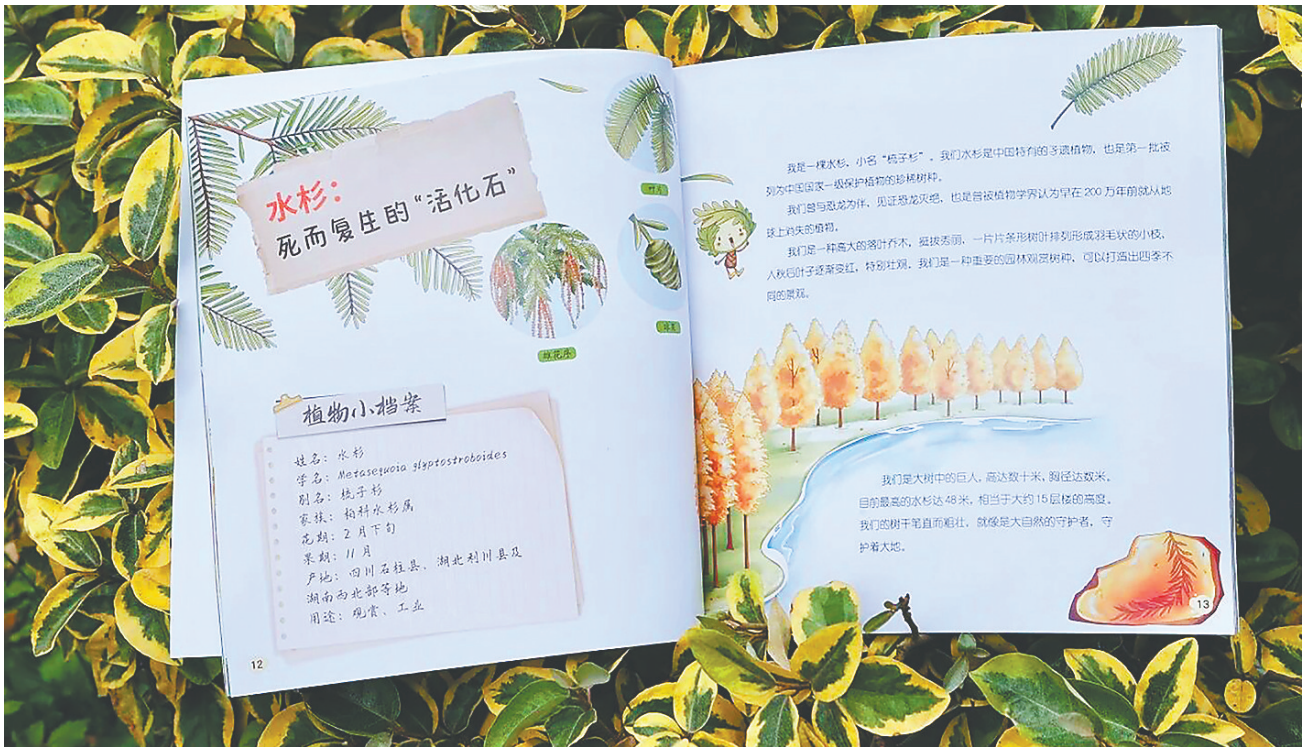 水杉：
死而复生的“活化石”
叶片
球果
雄花序
植物小档案
姓名：水杉
学名：Metasequoia glyptostroboides
别名：梳子杉
家族：柏科水杉属
花期：2月下旬
果期：11月
产地：四川石柱县、湖北利川县及
湖南西北部等地
用途：观赏、工业
12
我是一棵水杉，小名“梳子杉”。我们水杉是中国特有的孑遗植物，也是第一批被
列为中国国家一级保护植物的珍稀树种。
我们曾与恐龙为伴，见证恐龙灭绝，也是曾被植物学界认为早在200万年前就从地
球上消失的植物。
我们是一种高大的落叶乔木，挺拔秀丽，一片片条形树叶排列形成羽毛状的小枝，
入秋后叶子逐渐变红，特别壮观。我们是一种重要的园林观赏树种，可以打造出四季不
同的景观。
我们是大树中的巨人，高达数十米，胸径达数米，
目前最高的水杉达48米，相当于大约15层楼的高度。
我们的树干笔直而粗壮，就像是大自然的守护者，守
护着大地。
13